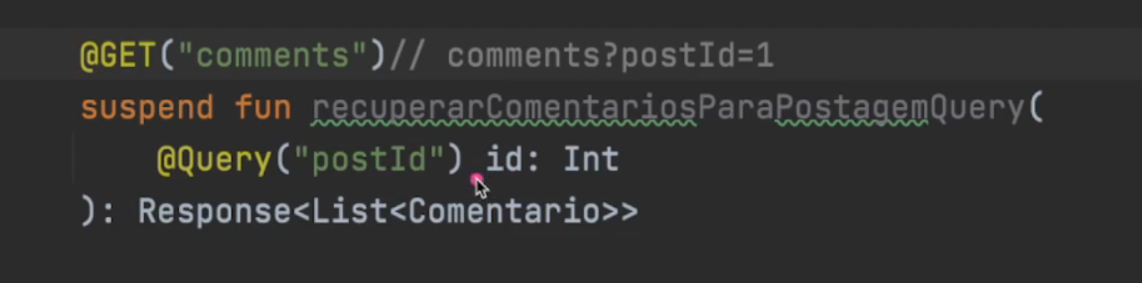 @GET("comments")// comments?postId=1
suspend fun recuperarComentariosParaPostagemQuery(
@Query("postId") id: Int
): Response<List<Comentario>>